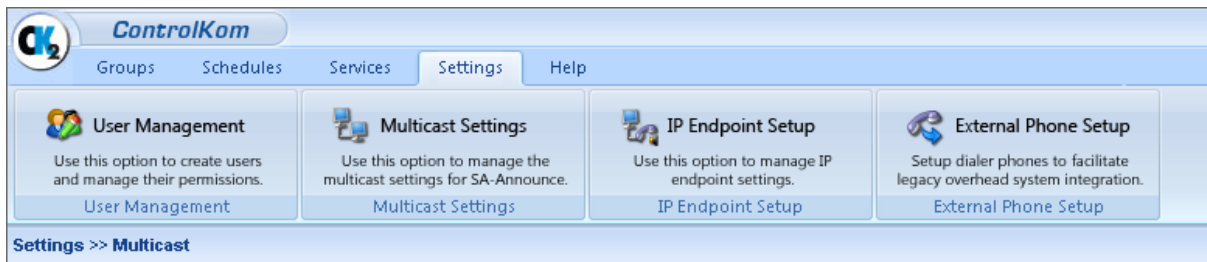 CK2
ControlKom
Groups Schedules Services Settings Help
User Management
Use this option to create users
and manage their permissions.
User Management
Multicast Settings
Use this option to manage the
multicast settings for SA-Announce.
Multicast Settings
IP Endpoint Setup
Use this option to manage IP
endpoint settings.
IP Endpoint Setup
External Phone Setup
Setup dialer phones to facilitate
legacy overhead system integration.
External Phone Setup
Settings >> Multicast